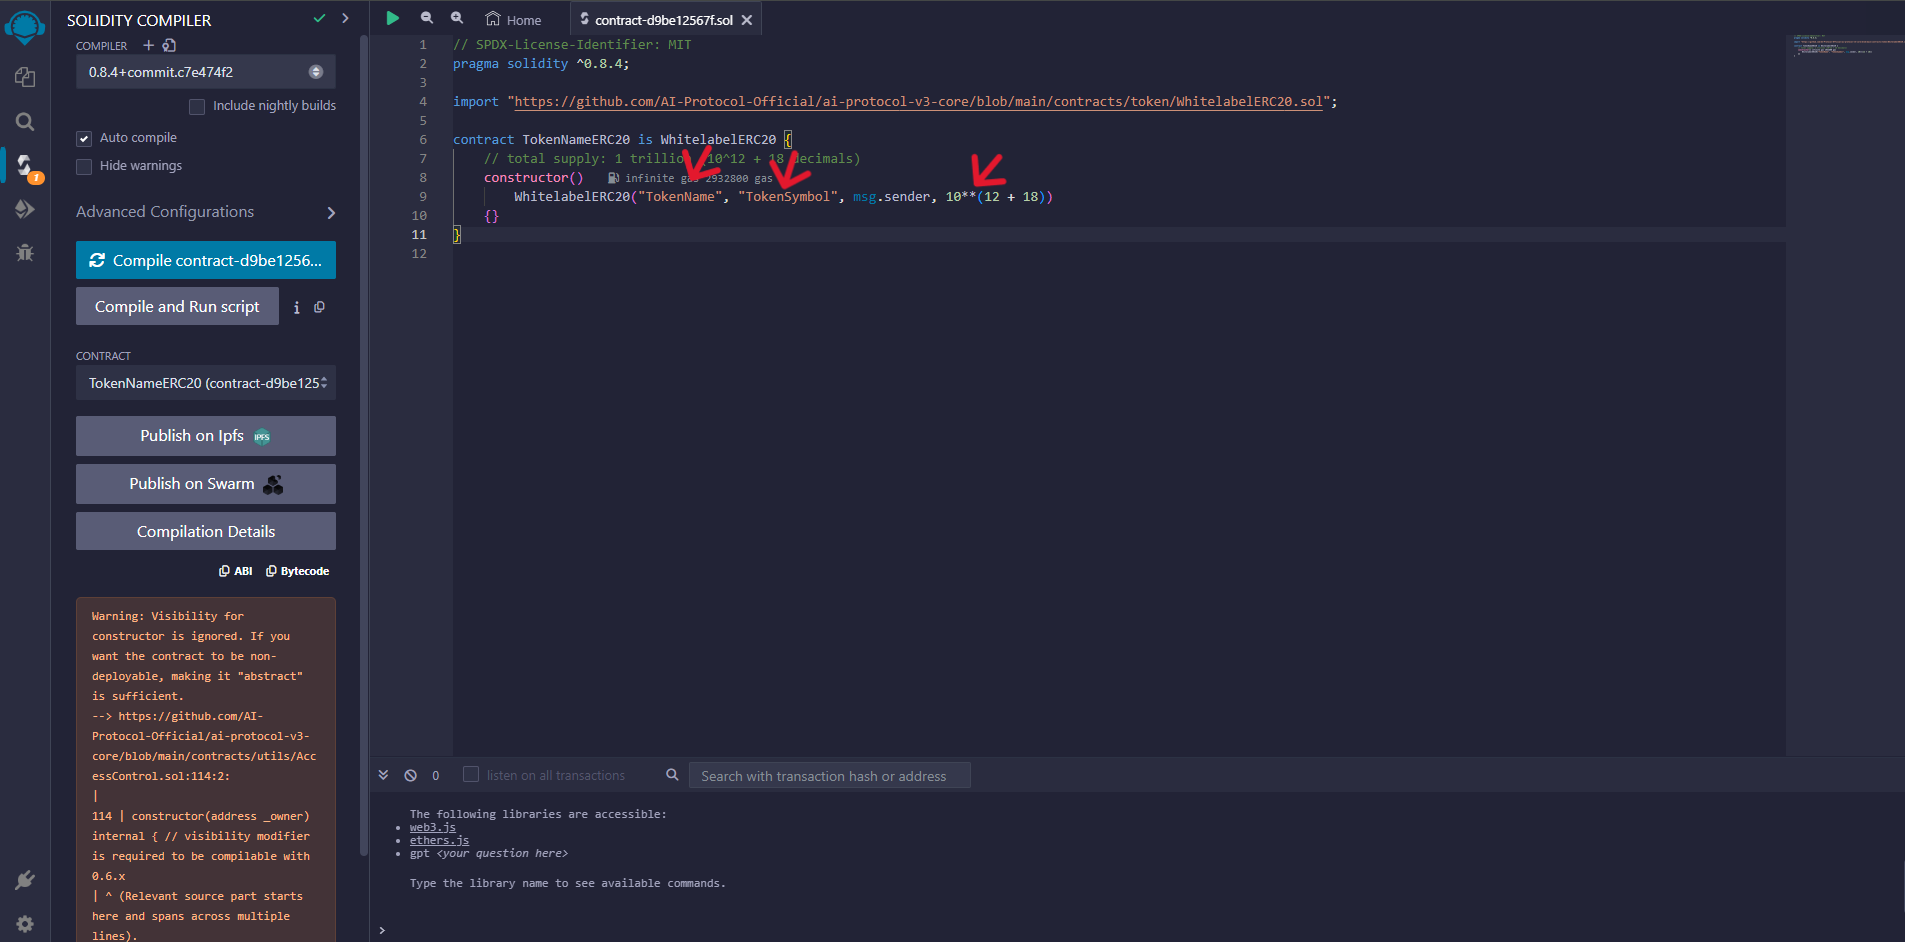 SOLIDITY COMPILER
COMPILER
0.8.4+commit.c7e474f2
Include nightly builds
Auto compile
Hide warnings
1
Advanced Configurations
Compile contract-d9be1256...
Compile and Run script
CONTRACT
TokenNameERC20 (contract-d9be125
Publish on Ipfs IPFS
Publish on Swarm
Compilation Details
ABI Bytecode
Warning: Visibility for
constructor is ignored. If you
want the contract to be non-
deployable, making it "abstract"
is sufficient.
--> https://github.com/AI-
Protocol-Official/ai-protocol-v3-
core/blob/main/contracts/utils/Acc
essControl.sol:114:2:
|
114 | constructor(address _owner)
internal { // visibility modifier
is required to be compilable with
0.6.x
| ^ (Relevant source part starts
here and spans across multiple
lines).
Home
contract-d9be12567f.sol
1 // SPDX-License-Identifier: MIT
2 pragma solidity ^0.8.4;
3
4 import "https://github.com/AI-Protocol-Official/ai-protocol-v3-core/blob/main/contracts/token/WhitelabelERC20.sol";
5
6 contract TokenNameERC20 is WhitelabelERC20 {
7 // total supply: 1 trillion (10^12 + 18 decimals)
8 constructor() infinite gas 2932800 gas
9 WhitelabelERC20("TokenName", "TokenSymbol", msg.sender, 10**(12 + 18))
10 {}
11 }
12
0
listen on all transactions
Search with transaction hash or address
The following libraries are accessible:
• web3.js
• ethers.js
• gpt <your question here>
Type the library name to see available commands.
>